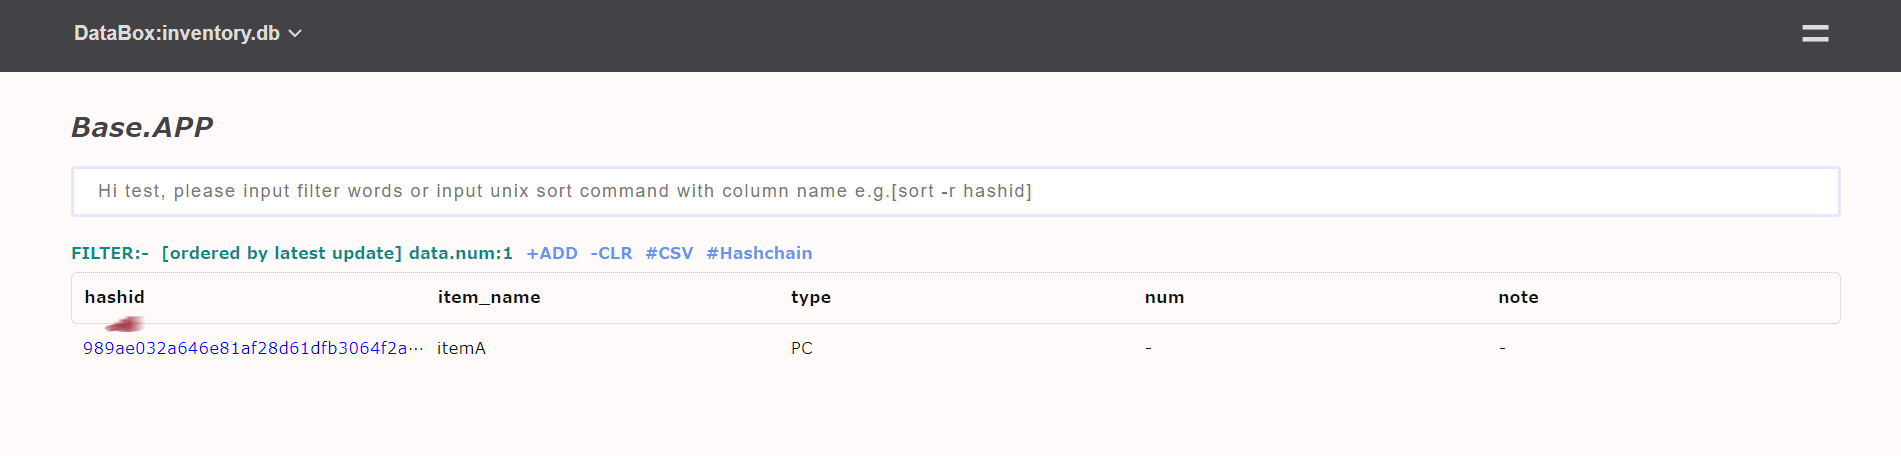 DataBox:inventory.db
Base.APP
Hi test, please input filter words or input unix sort command with column name e.g.[sort -r hashid]
FILTER:- [ordered by latest update] data.num:1 +ADD -CLR #CSV #Hashchain
hashid item_name type num note
989ae032a646e81af28d61dfb3064f2a… itemA PC - -